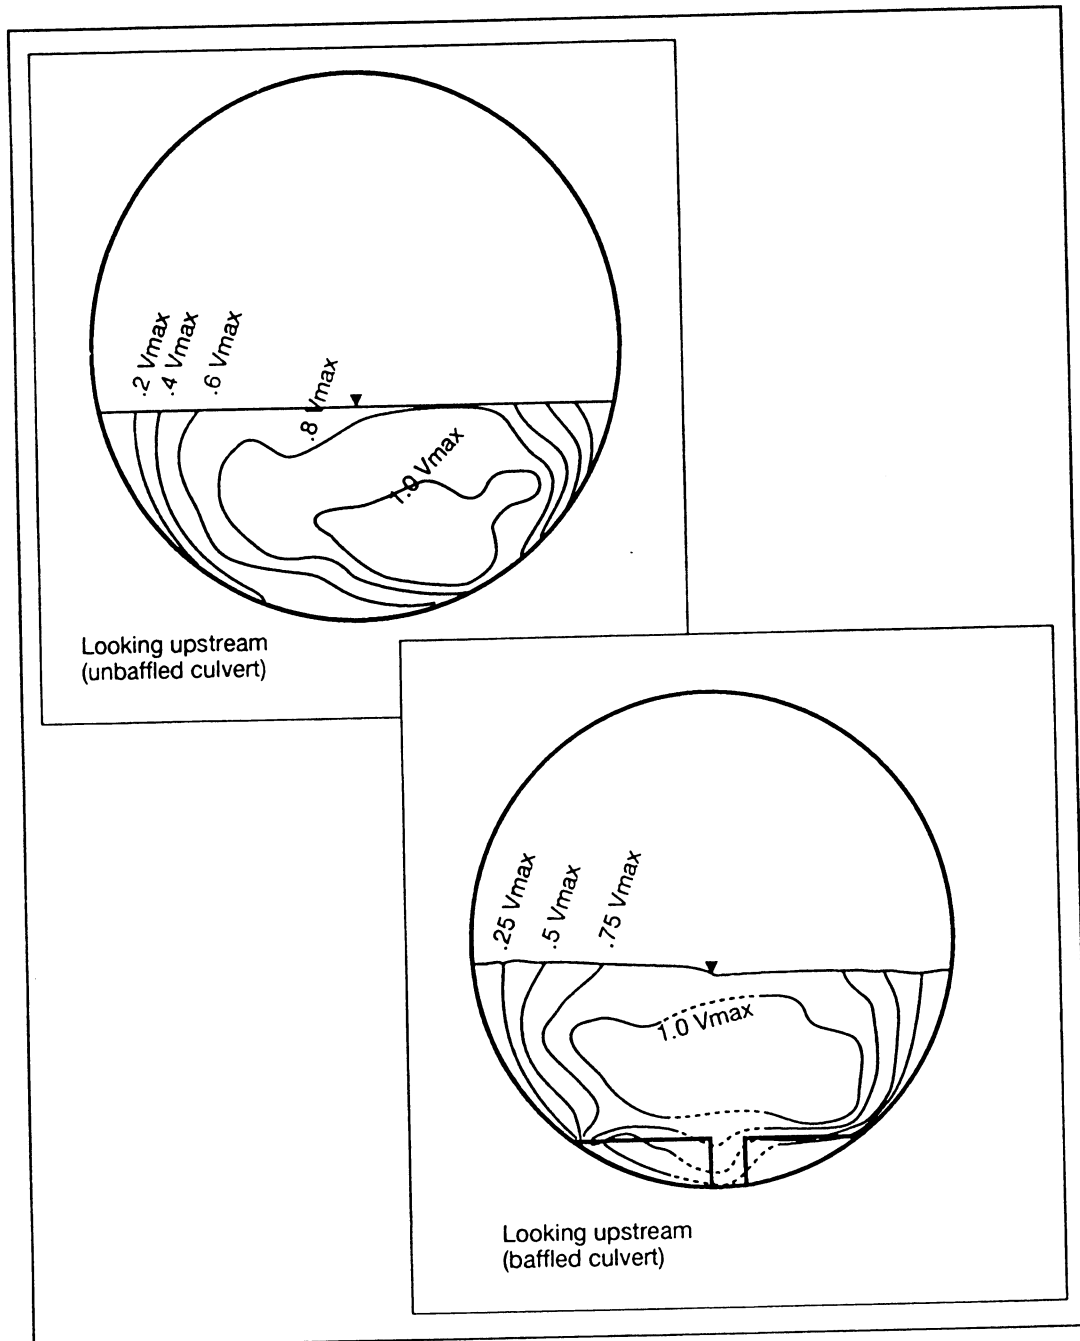 .2 Vmax
.4 Vmax
.6 Vmax
.8 Vmax
1.0 Vmax
Looking upstream
(unbaffled culvert)
.25 Vmax
.5 Vmax
.75 Vmax
1.0 Vmax
Looking upstream
(baffled culvert)